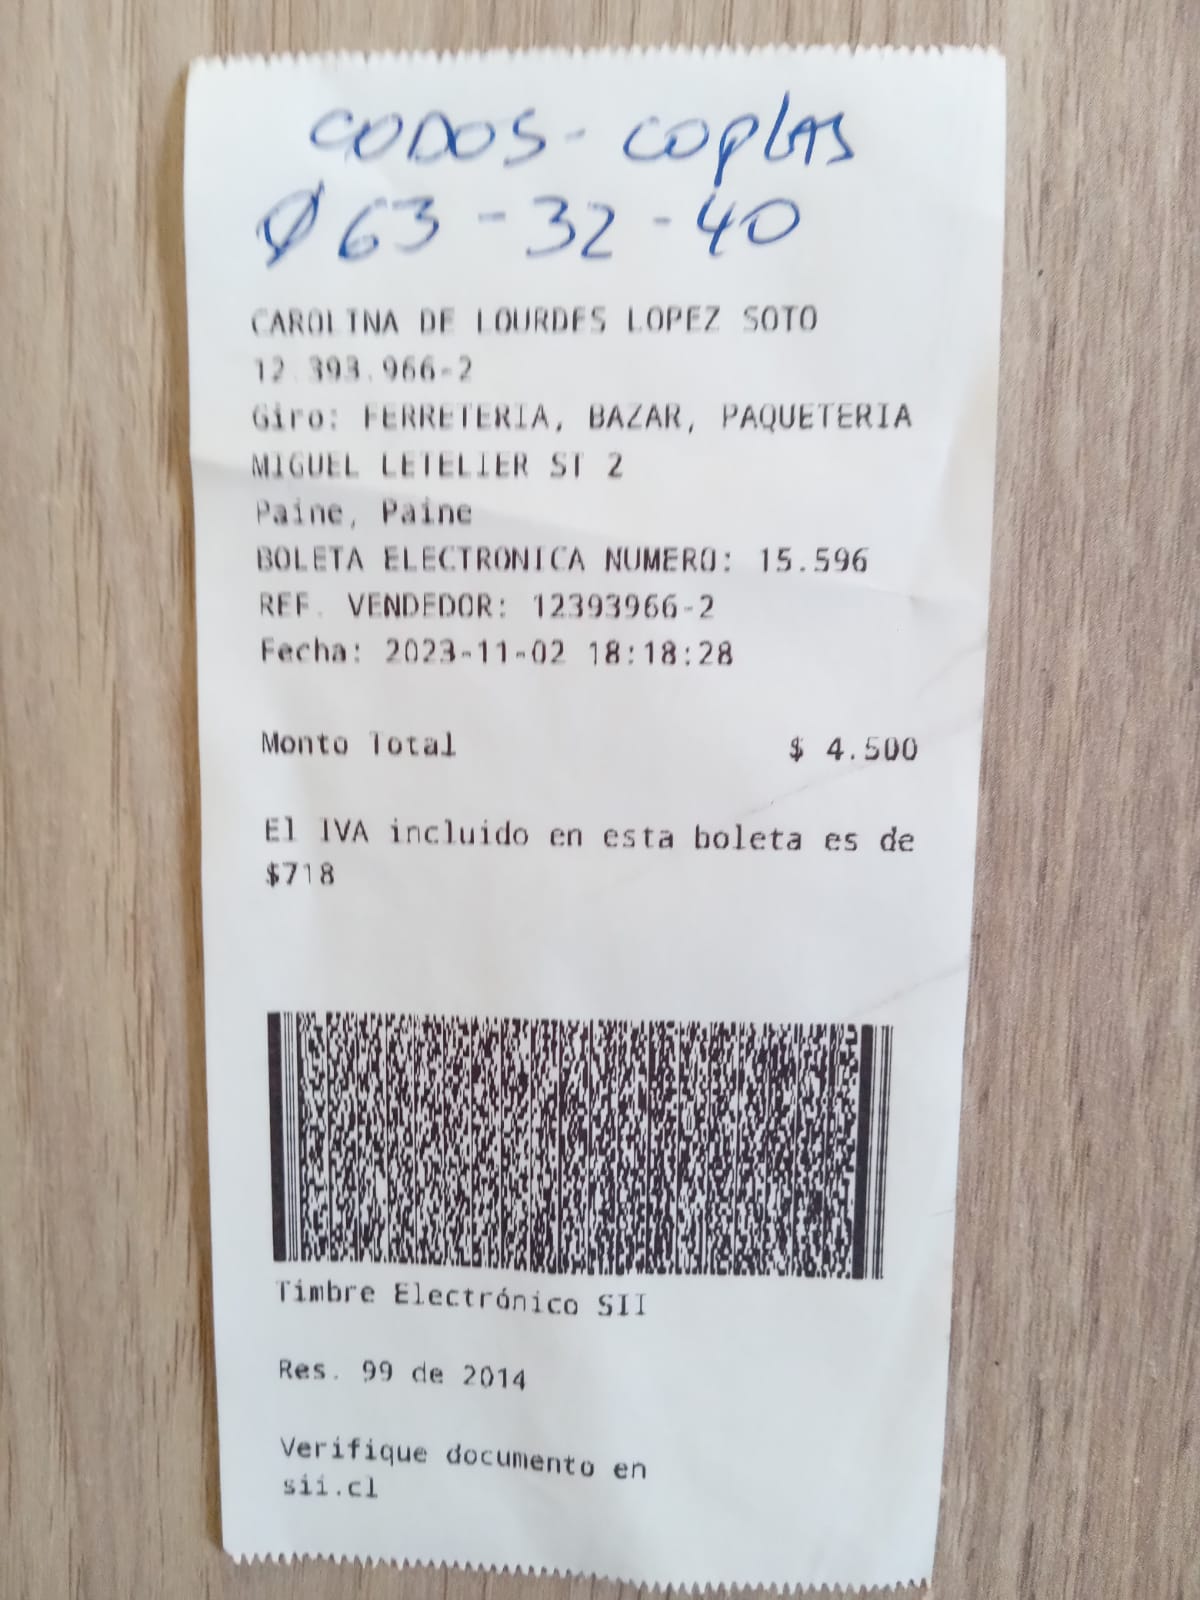 CODOS - COPLAS
Ø 63 - 32 - 40
CAROLINA DE LOURDES LOPEZ SOTO
12.393.966-2
Giro: FERRETERIA, BAZAR, PAQUETERIA
MIGUEL LETELIER ST 2
Paine, Paine
BOLETA ELECTRONICA NUMERO: 15.596
REF. VENDEDOR: 12393966-2
Fecha: 2023-11-02 18:18:28
Monto Total $ 4.500
El IVA incluido en esta boleta es de
$718
Timbre Electrónico SII
Res. 99 de 2014
Verifique documento en
sii.cl